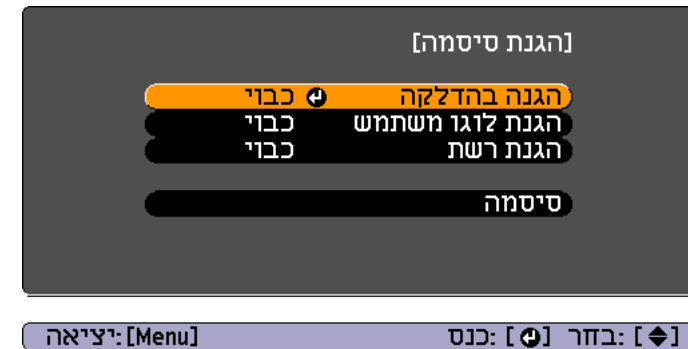 [הגנת סיסמה]
הגנה בהדלקה כבוי
הגנת לוגו משתמש כבוי
הגנת רשת כבוי
סיסמה
[◆] :בחר [⏎] :כנס [Menu] :יציאה